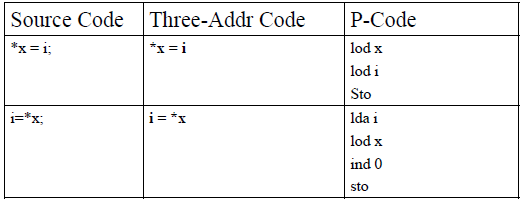 Source Code Three-Addr Code P-Code
*x = i; *x = i lod x
lod i
Sto
i=*x; i = *x lda i
lod x
ind 0
sto